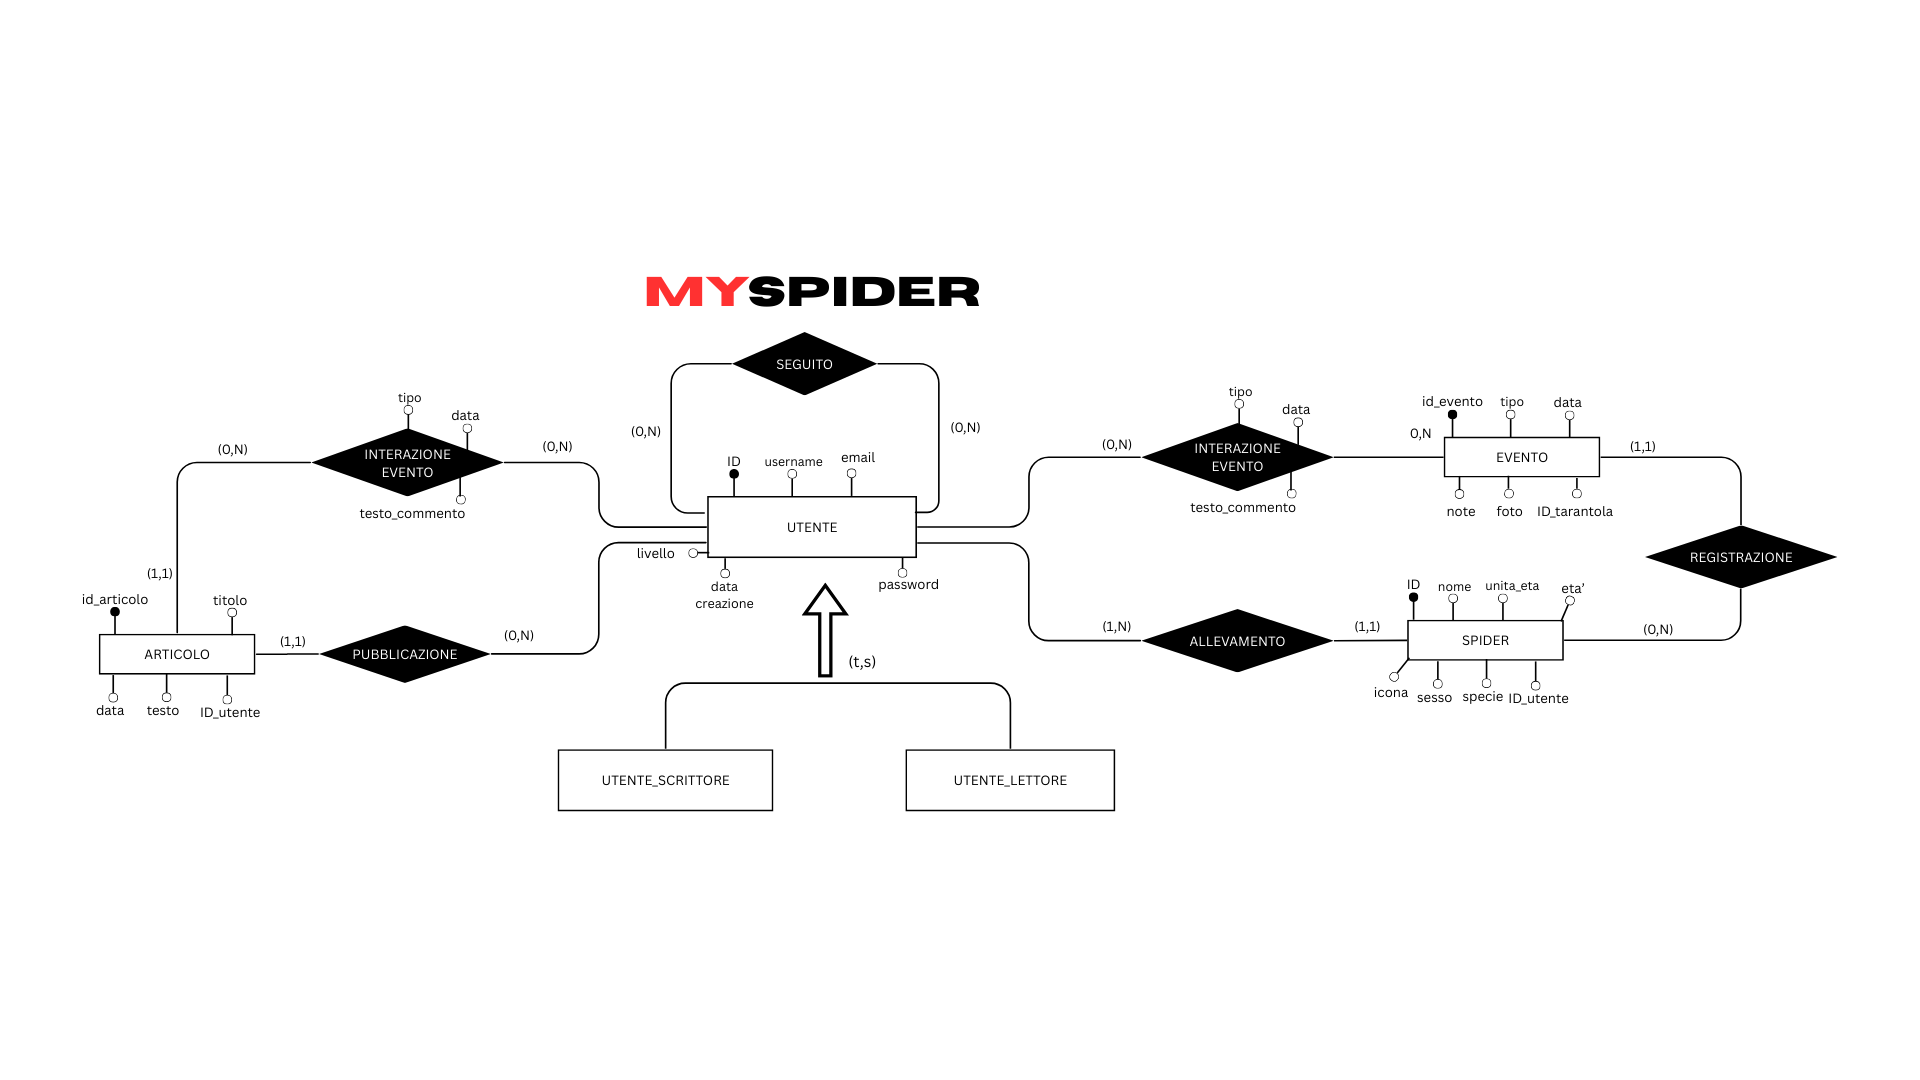 MYSPIDER
SEGUITO
(0,N)
(0,N)
tipo
data
(0,N)
INTERAZIONE
EVENTO
(0,N)
testo_commento
(1,1)
id_articolo
titolo
ARTICOLO
(1,1)
PUBBLICAZIONE
(0,N)
data
testo
ID_utente
ID
username
email
UTENTE
livello
data
creazione
password
(t,s)
UTENTE_SCRITTORE
UTENTE_LETTORE
tipo
data
(0,N)
INTERAZIONE
EVENTO
testo_commento
0,N
id_evento
tipo
data
EVENTO
(1,1)
note
foto
ID_tarantola
REGISTRAZIONE
(1,N)
ALLEVAMENTO
(1,1)
ID
nome
unita_eta
eta’
SPIDER
(0,N)
icona
sesso
specie
ID_utente